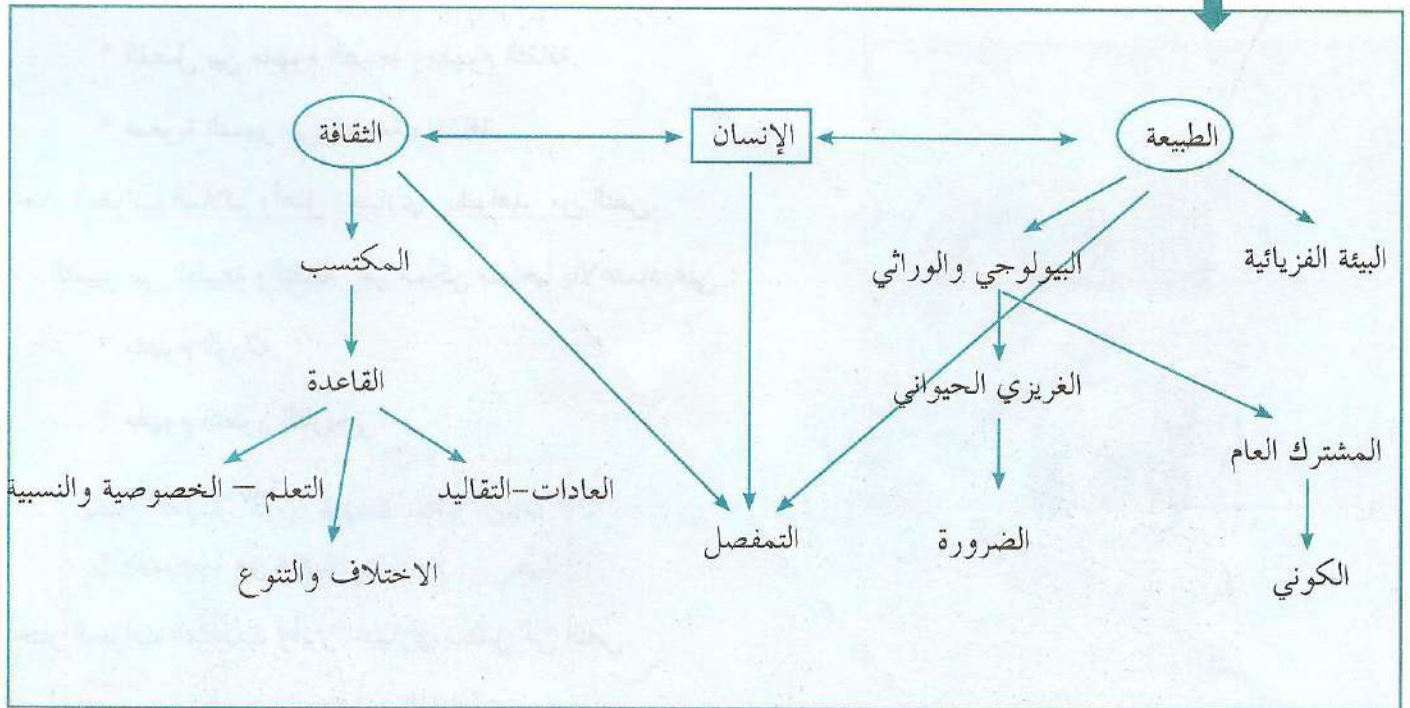 الطبيعة
الإنسان
الثقافة
البيئة الفزيائية
البيولوجي والوراثي
المكتسب
الغريزي الحيواني
القاعدة
المشترك العام
العادات-التقاليد
التعلم – الخصوصية والنسبية
الضرورة
التمفصل
الكوني
الاختلاف والتنوع